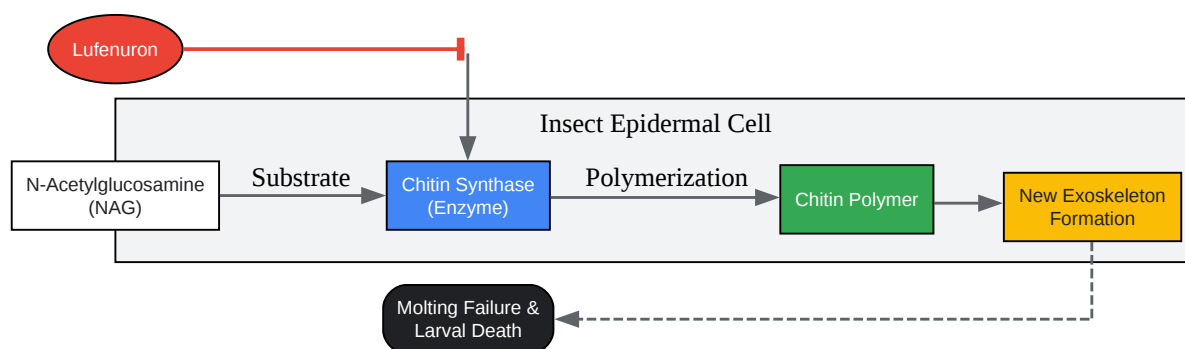 Lufenuron
Insect Epidermal Cell
N-Acetylglucosamine
(NAG)
Substrate
Chitin Synthase
(Enzyme)
Polymerization
Chitin Polymer
New Exoskeleton
Formation
Molting Failure &
Larval Death